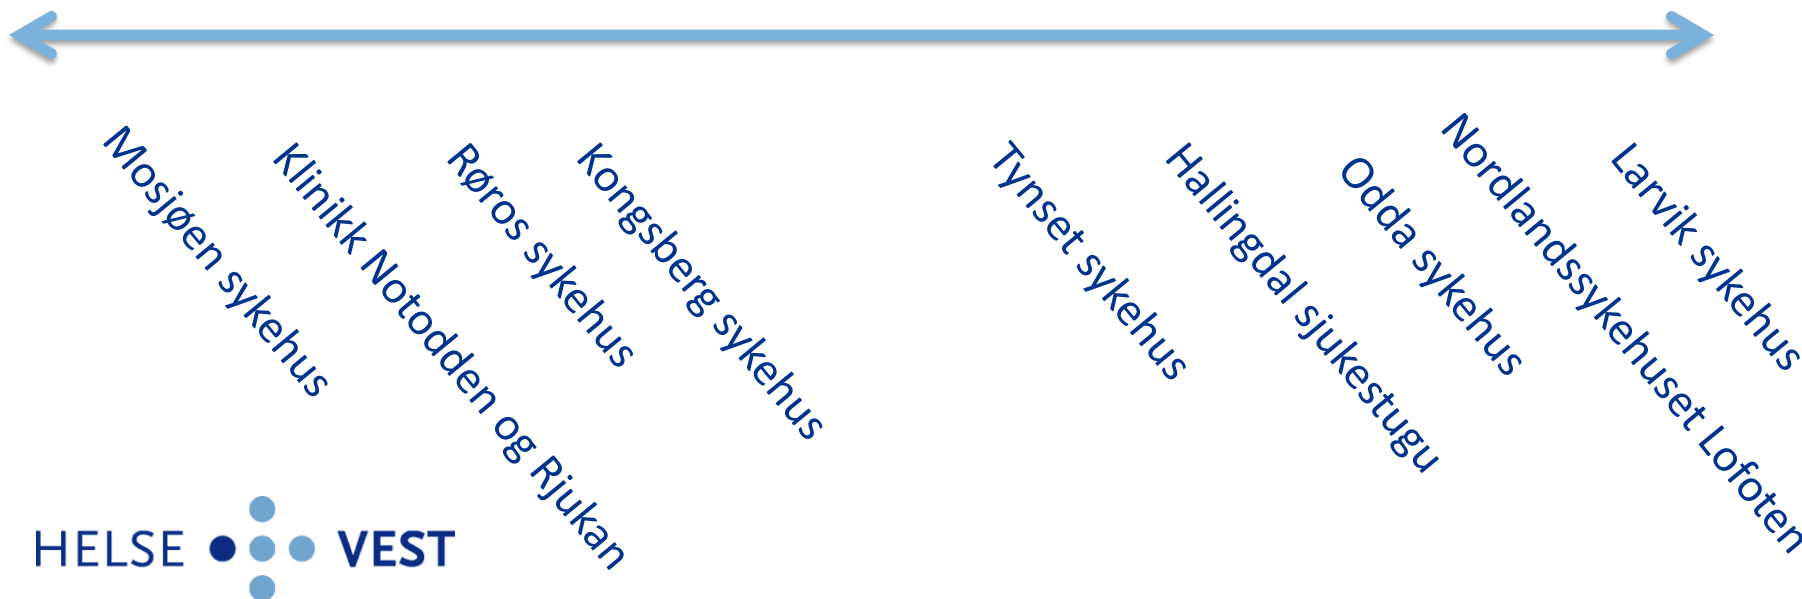 Mosjøen sykehus
Klinikk Notodden og Rjukan
Røros sykehus
Kongsberg sykehus
Tynset sykehus
Hallingdal sjukestugu
Odda sykehus
Nordlandssykehuset Lofoten
Larvik sykehus
HELSE VEST